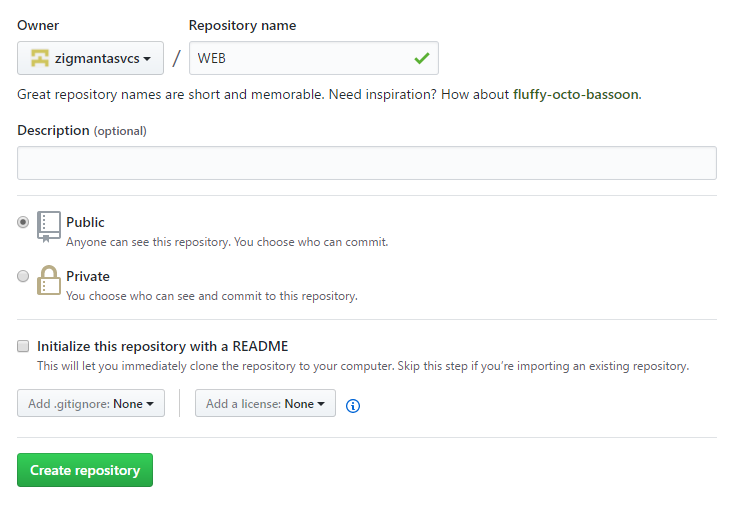 Owner Repository name
zigmantasvcs / WEB
Great repository names are short and memorable. Need inspiration? How about fluffy-octo-bassoon.
Description (optional)
Public
Anyone can see this repository. You choose who can commit.
Private
You choose who can see and commit to this repository.
Initialize this repository with a README
This will let you immediately clone the repository to your computer. Skip this step if you're importing an existing repository.
Add .gitignore: None Add a license: None
Create repository